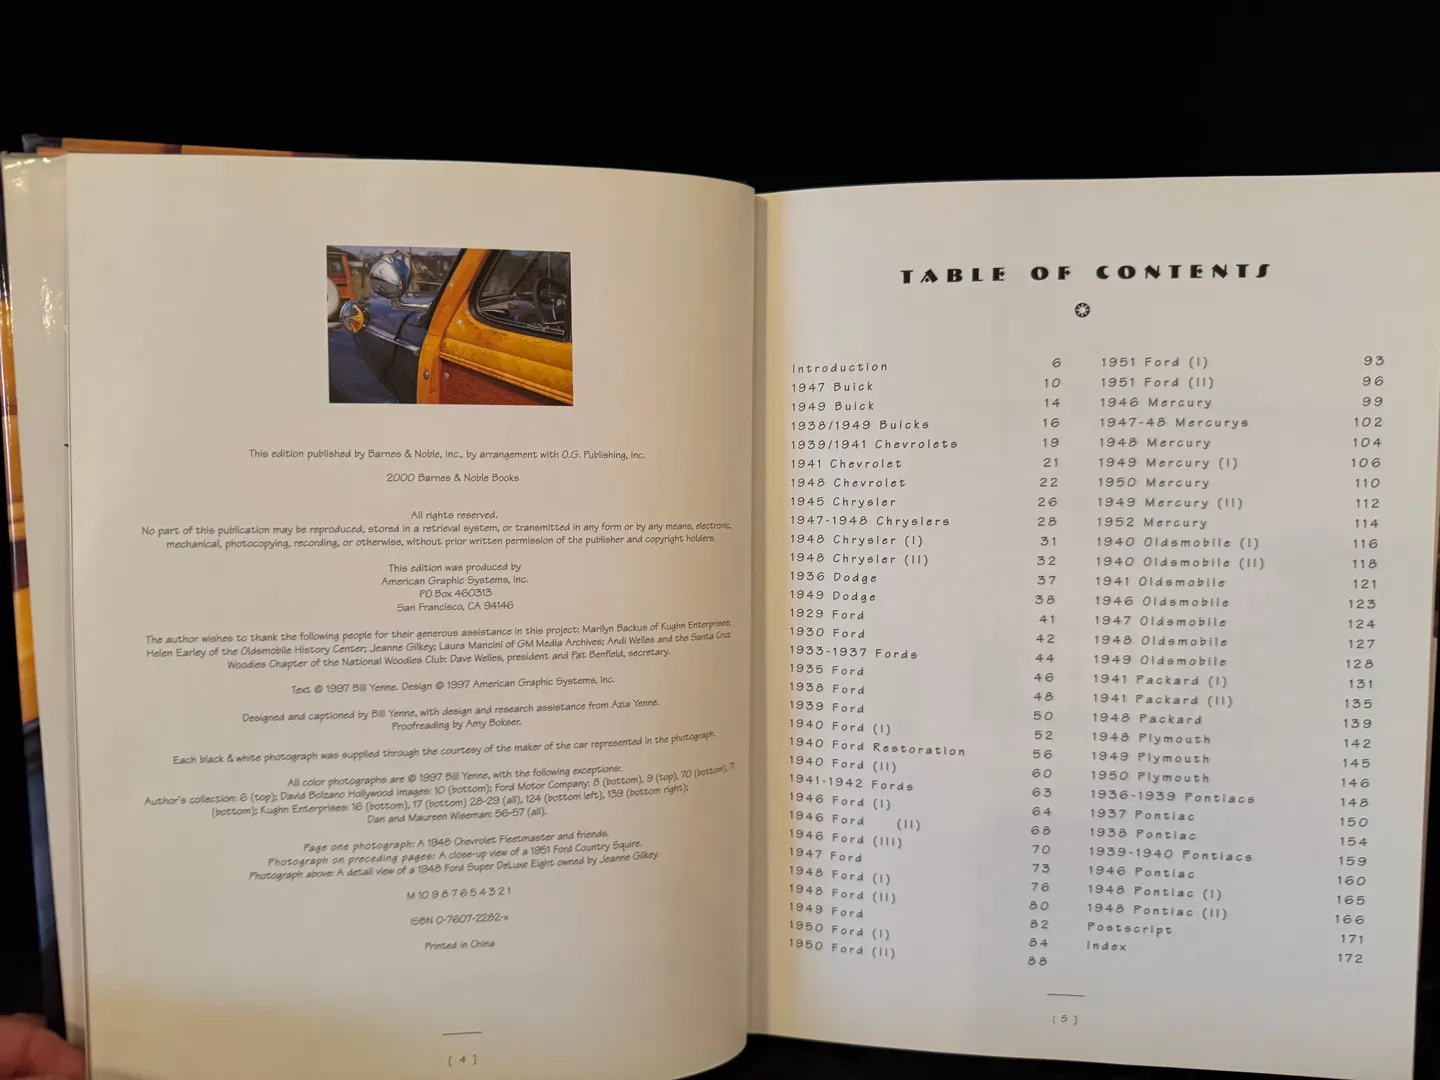 This edition published by Barnes & Noble, Inc., by arrangement with O.G. Publishing, Inc.
2000 Barnes & Noble Books
All rights reserved.
No part of this publication may be reproduced, stored in a retrieval system, or transmitted in any form or by any means, electronic,
mechanical, photocopying, recording, or otherwise, without prior written permission of the publisher and copyright holders.
This edition was produced by
American Graphic Systems, Inc.
PO Box 460313
San Francisco, CA 94146
The author wishes to thank the following people for their generous assistance in this project: Marilyn Backus of Kughn Enterprises;
Helen Earley of the Oldsmobile History Center; Jeanne Gilkey; Laura Mancini of GM Media Archives; Andi Welles and the Santa Cruz
Woodies Chapter of the National Woodies Club: Dave Welles, president and Pat Benfield, secretary.
Text © 1997 Bill Yenne. Design © 1997 American Graphic Systems, Inc.
Designed and captioned by Bill Yenne, with design and research assistance from Azia Yenne.
Proofreading by Amy Bokser.
Each black & white photograph was supplied through the courtesy of the maker of the car represented in the photograph.
All color photographs are © 1997 Bill Yenne, with the following exceptions:
Author's collection: 6 (top); David Bolzano Hollywood Images: 10 (bottom); Ford Motor Company: 8 (bottom), 9 (top), 70 (bottom), 71
(bottom); Kughn Enterprises: 16 (bottom), 17 (bottom) 28-29 (all), 124 (bottom left), 139 (bottom right);
Dan and Maureen Wiseman: 56-57 (all).
Page one photograph: A 1948 Chevrolet Fleetmaster and friends.
Photograph on preceding pages: A close-up view of a 1951 Ford Country Squire.
Photograph above: A detail view of a 1948 Ford Super DeLuxe Eight owned by Jeanne Gilkey.
M 10 9 8 7 6 5 4 3 2 1
ISBN 0-7607-2282-x
Printed in China
[ 4 ]
TABLE OF CONTENTS
Introduction 6
1947 Buick 10
1949 Buick 14
1938/1949 Buicks 16
1939/1941 Chevrolets 19
1941 Chevrolet 21
1948 Chevrolet 22
1945 Chrysler 26
1947-1948 Chryslers 28
1948 Chrysler (I) 31
1948 Chrysler (II) 32
1936 Dodge 37
1949 Dodge 38
1929 Ford 41
1930 Ford 42
1933-1937 Fords 44
1935 Ford 46
1938 Ford 48
1939 Ford 50
1940 Ford (I) 52
1940 Ford Restoration 56
1940 Ford (II) 60
1941-1942 Fords 63
1946 Ford (I) 64
1946 Ford (II) 68
1946 Ford (III) 70
1947 Ford 73
1948 Ford (I) 76
1948 Ford (II) 80
1949 Ford 82
1950 Ford (I) 84
1950 Ford (II) 88
1951 Ford (I) 93
1951 Ford (II) 96
1946 Mercury 99
1947-48 Mercurys 102
1948 Mercury 104
1949 Mercury (I) 106
1950 Mercury 110
1949 Mercury (II) 112
1952 Mercury 114
1940 Oldsmobile (I) 116
1940 Oldsmobile (II) 118
1941 Oldsmobile 121
1946 Oldsmobile 123
1947 Oldsmobile 124
1948 Oldsmobile 127
1949 Oldsmobile 128
1941 Packard (I) 131
1941 Packard (II) 135
1948 Packard 139
1948 Plymouth 142
1949 Plymouth 145
1950 Plymouth 146
1936-1939 Pontiacs 148
1937 Pontiac 150
1938 Pontiac 154
1939-1940 Pontiacs 159
1946 Pontiac 160
1948 Pontiac (I) 165
1948 Pontiac (II) 166
Postscript 171
Index 172
[ 5 ]